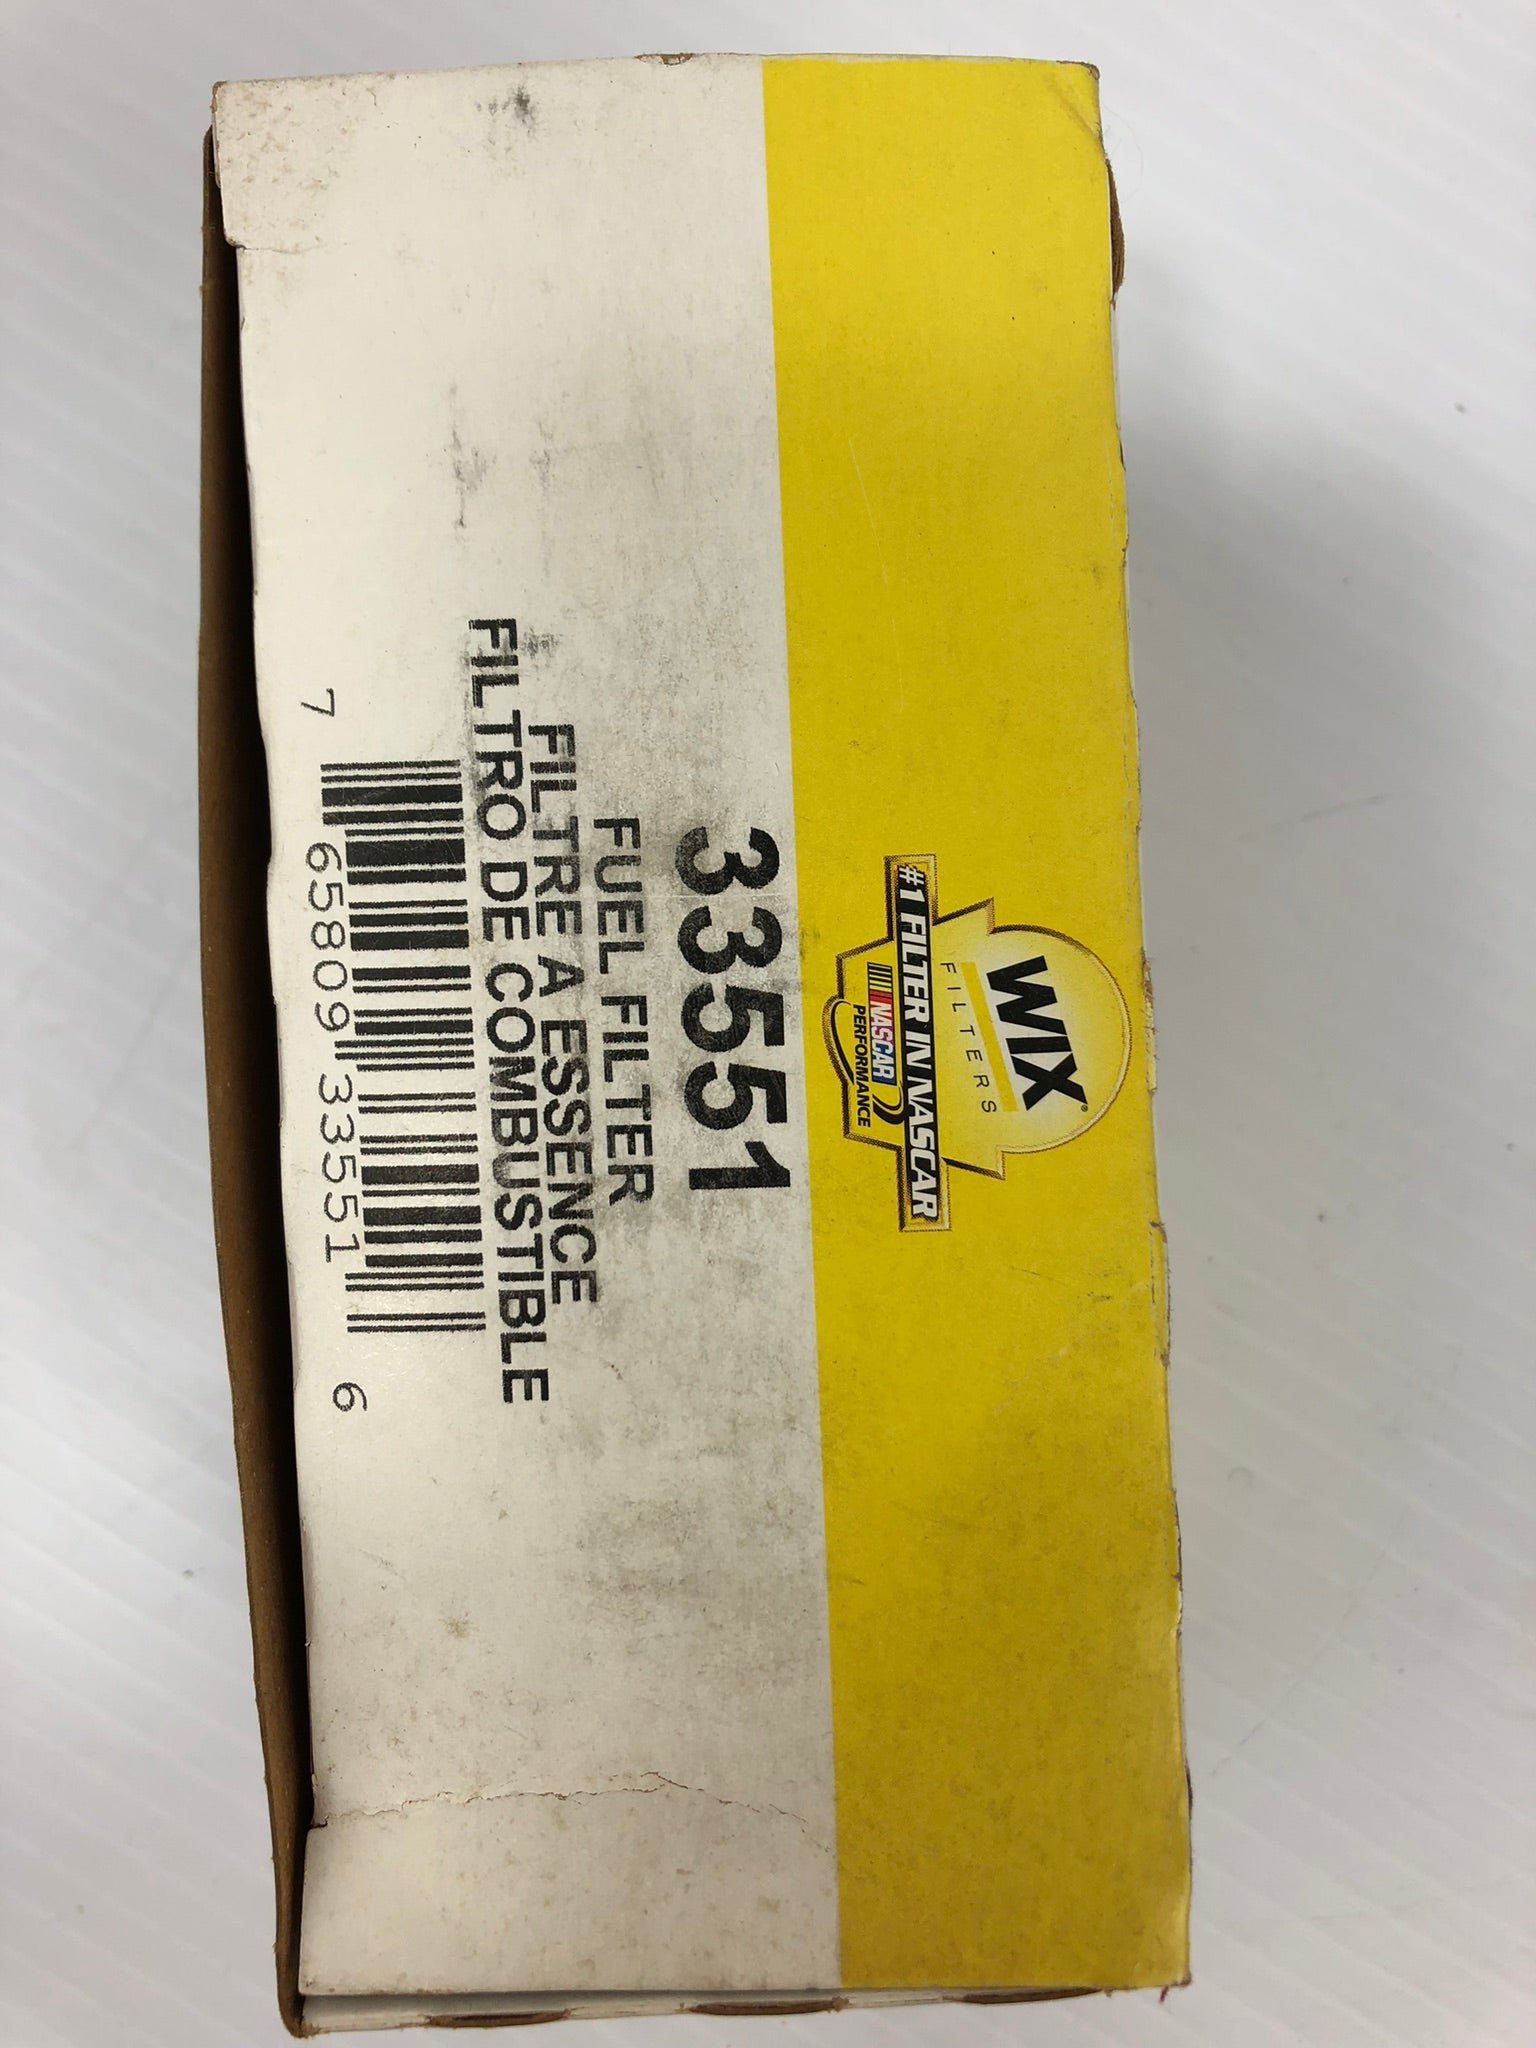 WIX®
FILTERS
#1 FILTER IN NASCAR
NASCAR
PERFORMANCE
33551
FUEL FILTER
FILTRE A ESSENCE
FILTRO DE COMBUSTIBLE
7 65809 33551 6